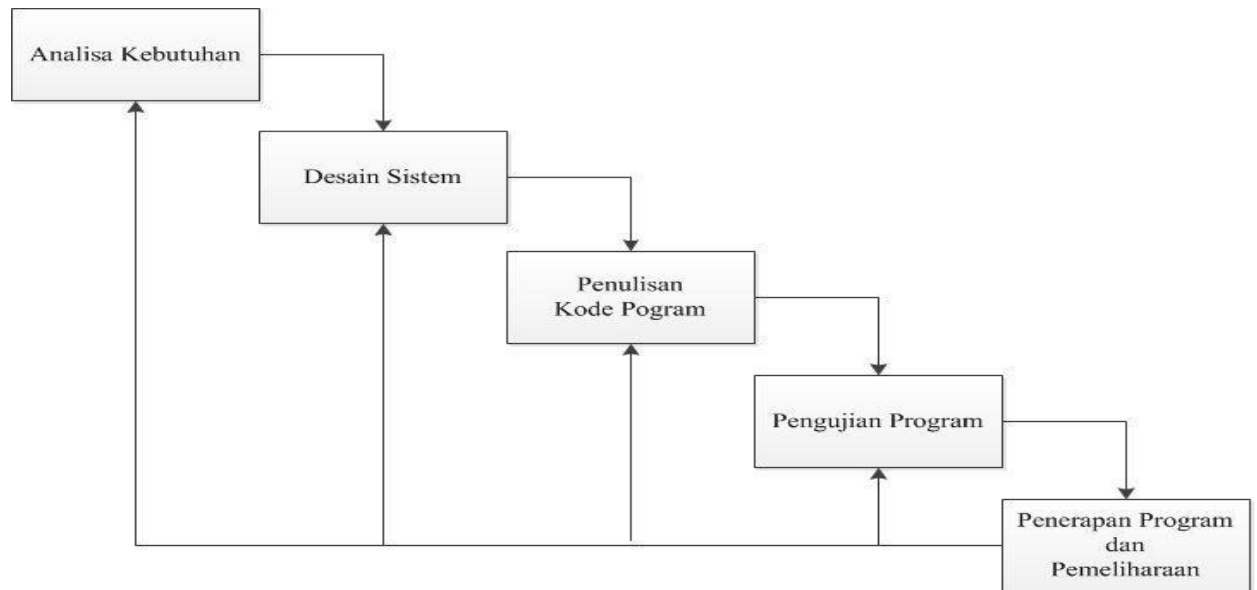 Analisa Kebutuhan
Desain Sistem
Penulisan
Kode Pogram
Pengujian Program
Penerapan Program
dan
Pemeliharaan